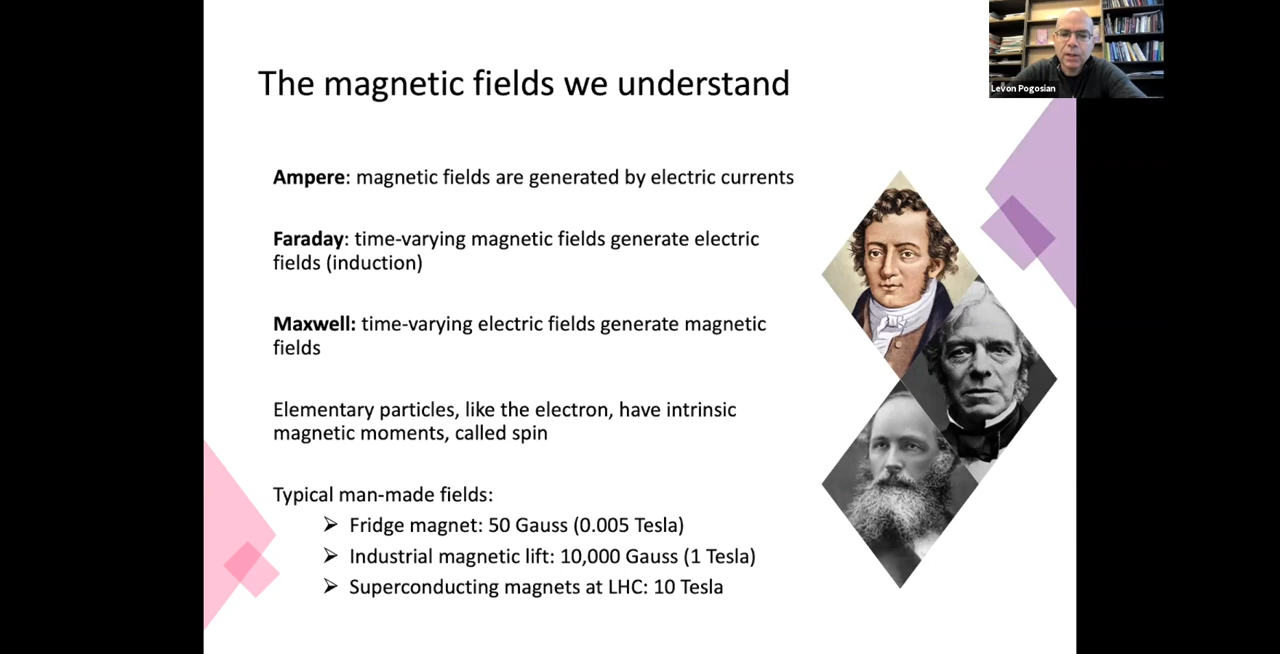 The magnetic fields we understand
Levon Pogosian
Ampere: magnetic fields are generated by electric currents
Faraday: time-varying magnetic fields generate electric
fields (induction)
Maxwell: time-varying electric fields generate magnetic
fields
Elementary particles, like the electron, have intrinsic
magnetic moments, called spin
Typical man-made fields:
➢ Fridge magnet: 50 Gauss (0.005 Tesla)
➢ Industrial magnetic lift: 10,000 Gauss (1 Tesla)
➢ Superconducting magnets at LHC: 10 Tesla